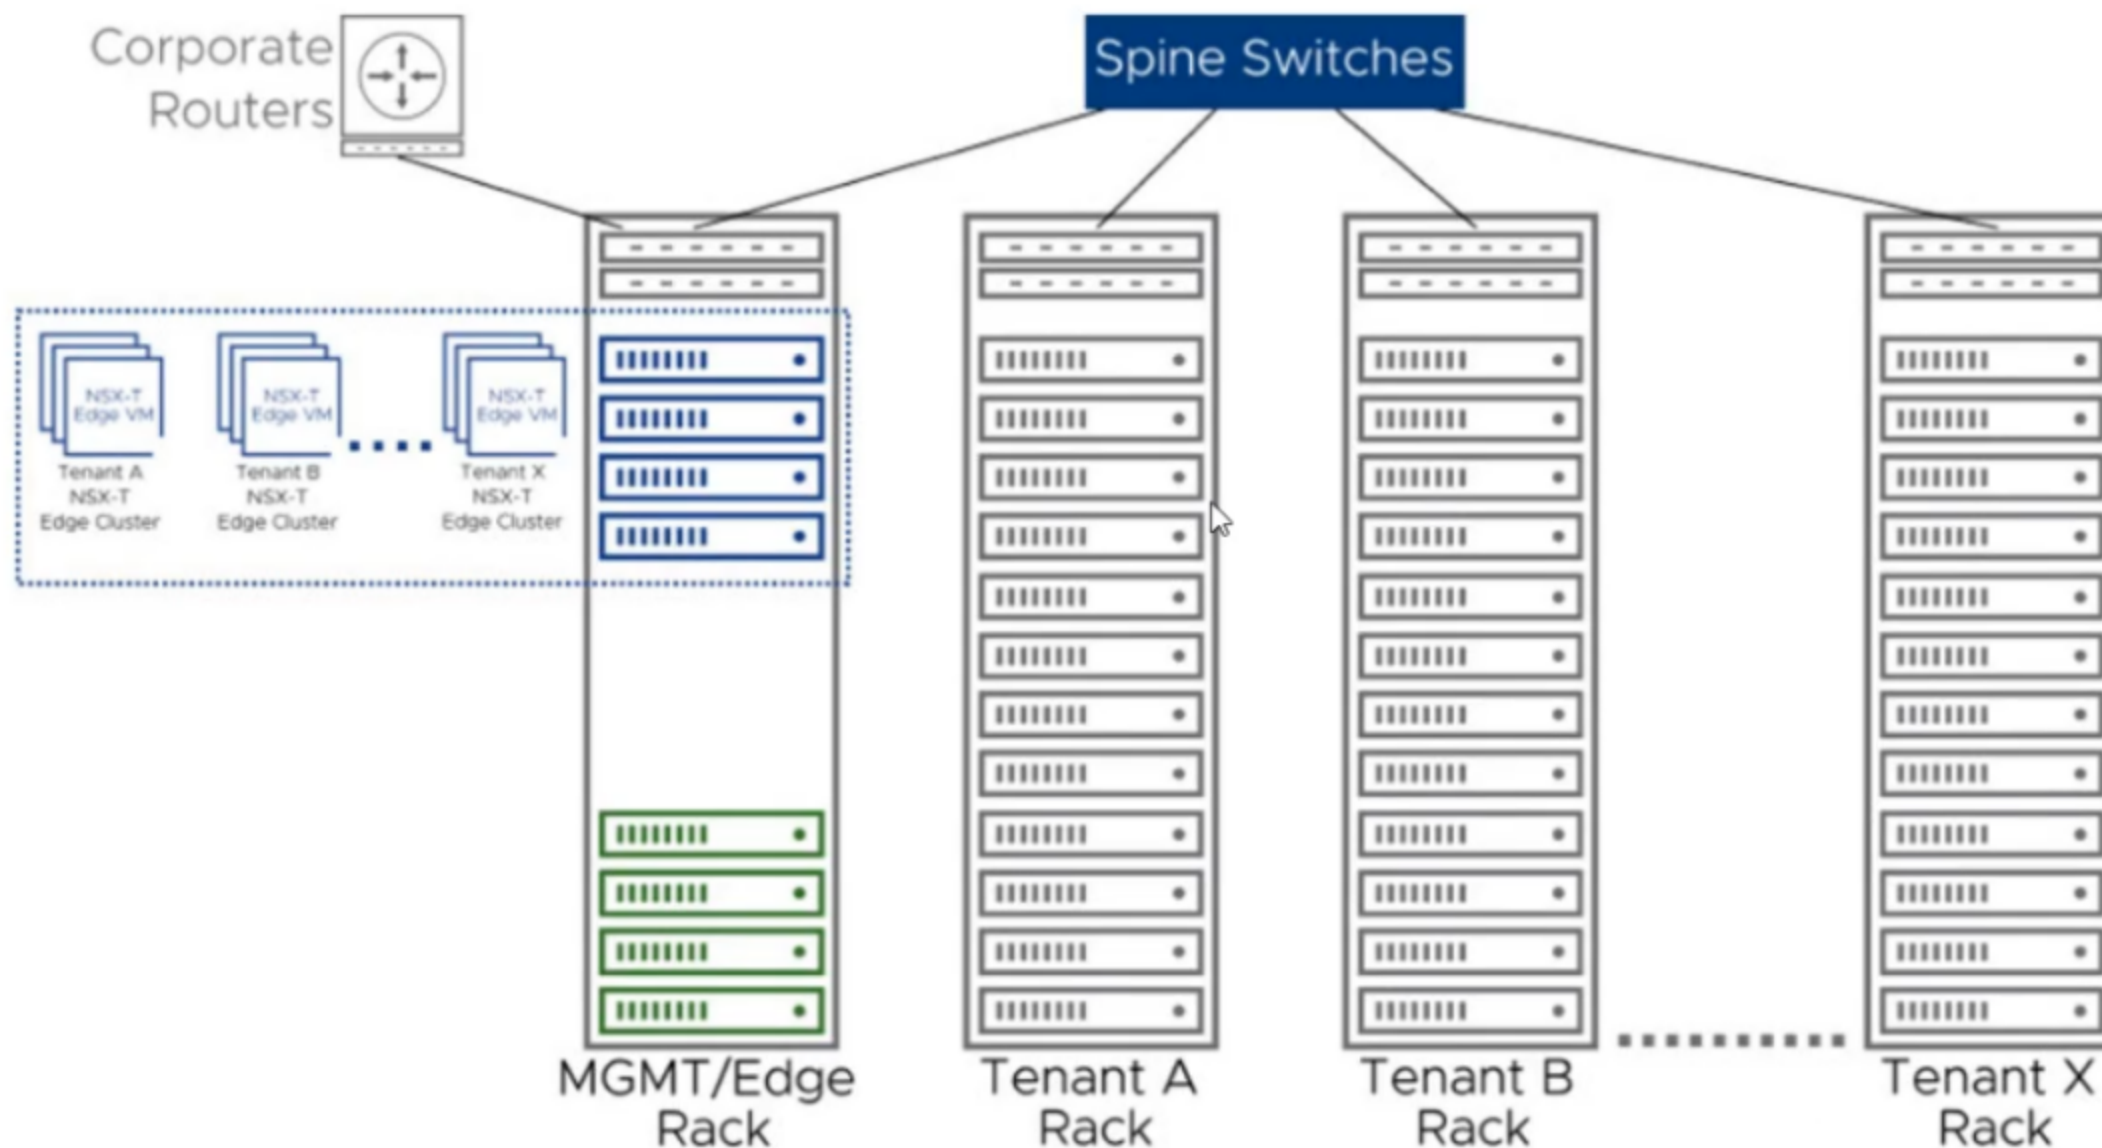 Corporate
Routers
Spine Switches
NSX-T
Edge VM
NSX-T
Edge VM
NSX-T
Edge VM
Tenant A
NSX-T
Edge Cluster
Tenant B
NSX-T
Edge Cluster
Tenant X
NSX-T
Edge Cluster
MGMT/Edge
Rack
Tenant A
Rack
Tenant B
Rack
Tenant X
Rack